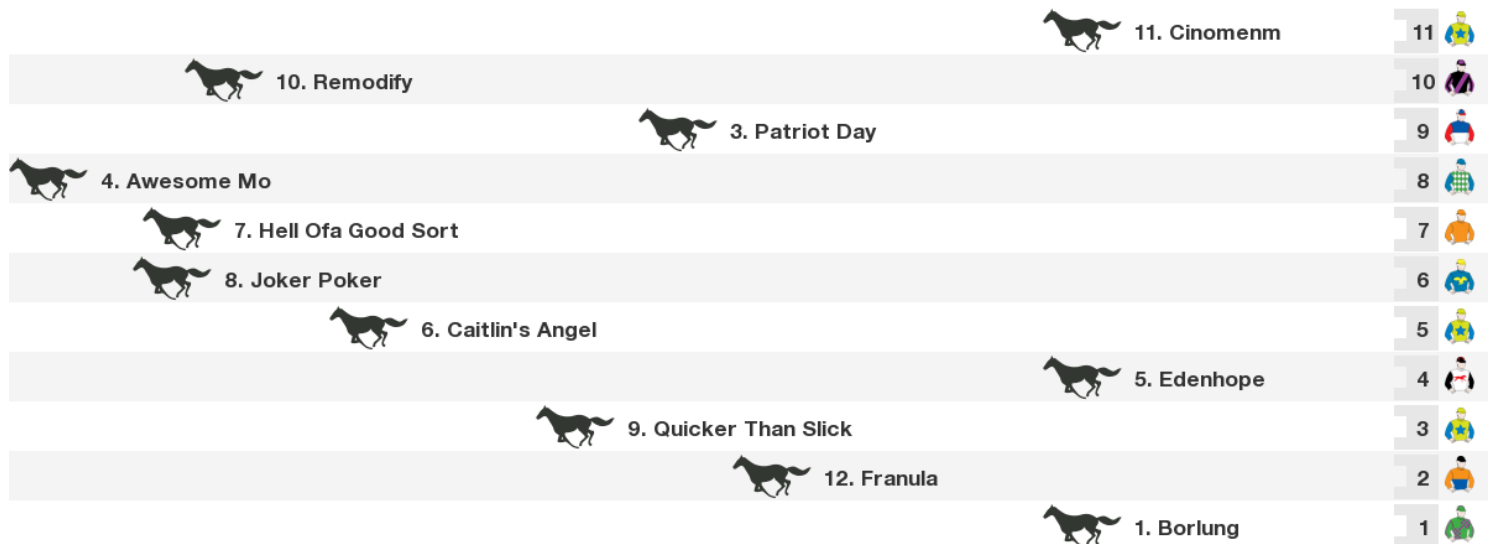 11. Cinomenm 11
10. Remodify 10
3. Patriot Day 9
4. Awesome Mo 8
7. Hell Ofa Good Sort 7
8. Joker Poker 6
6. Caitlin's Angel 5
5. Edenhope 4
9. Quicker Than Slick 3
12. Franula 2
1. Borlung 1